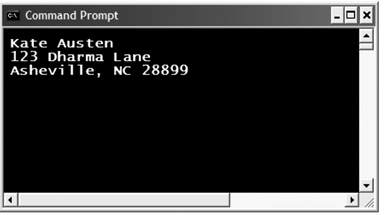 Command Prompt
Kate Austen
123 Dharma Lane
Asheville, NC 28899